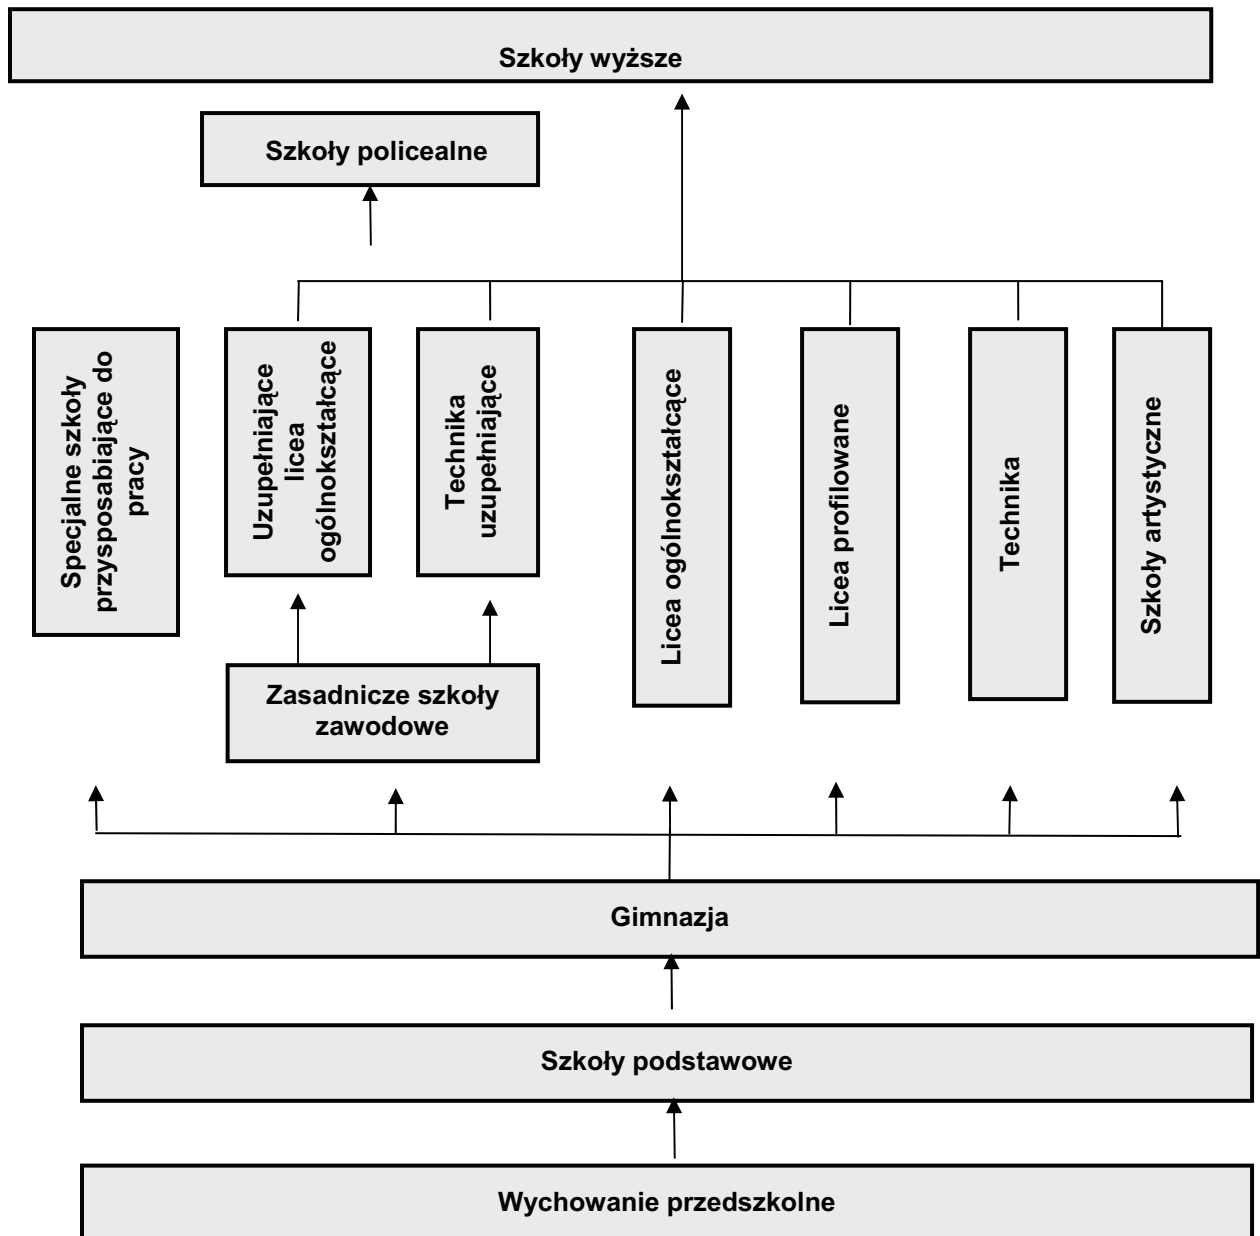 Szkoły wyższe
Szkoły policealne
Specjalne szkoły
przysposabiające do
pracy
Uzupełniające
licea
ogólnokształcące
Technika
uzupełniające
Licea ogólnokształcące
Licea profilowane
Technika
Szkoły artystyczne
Zasadnicze szkoły
zawodowe
Gimnazja
Szkoły podstawowe
Wychowanie przedszkolne